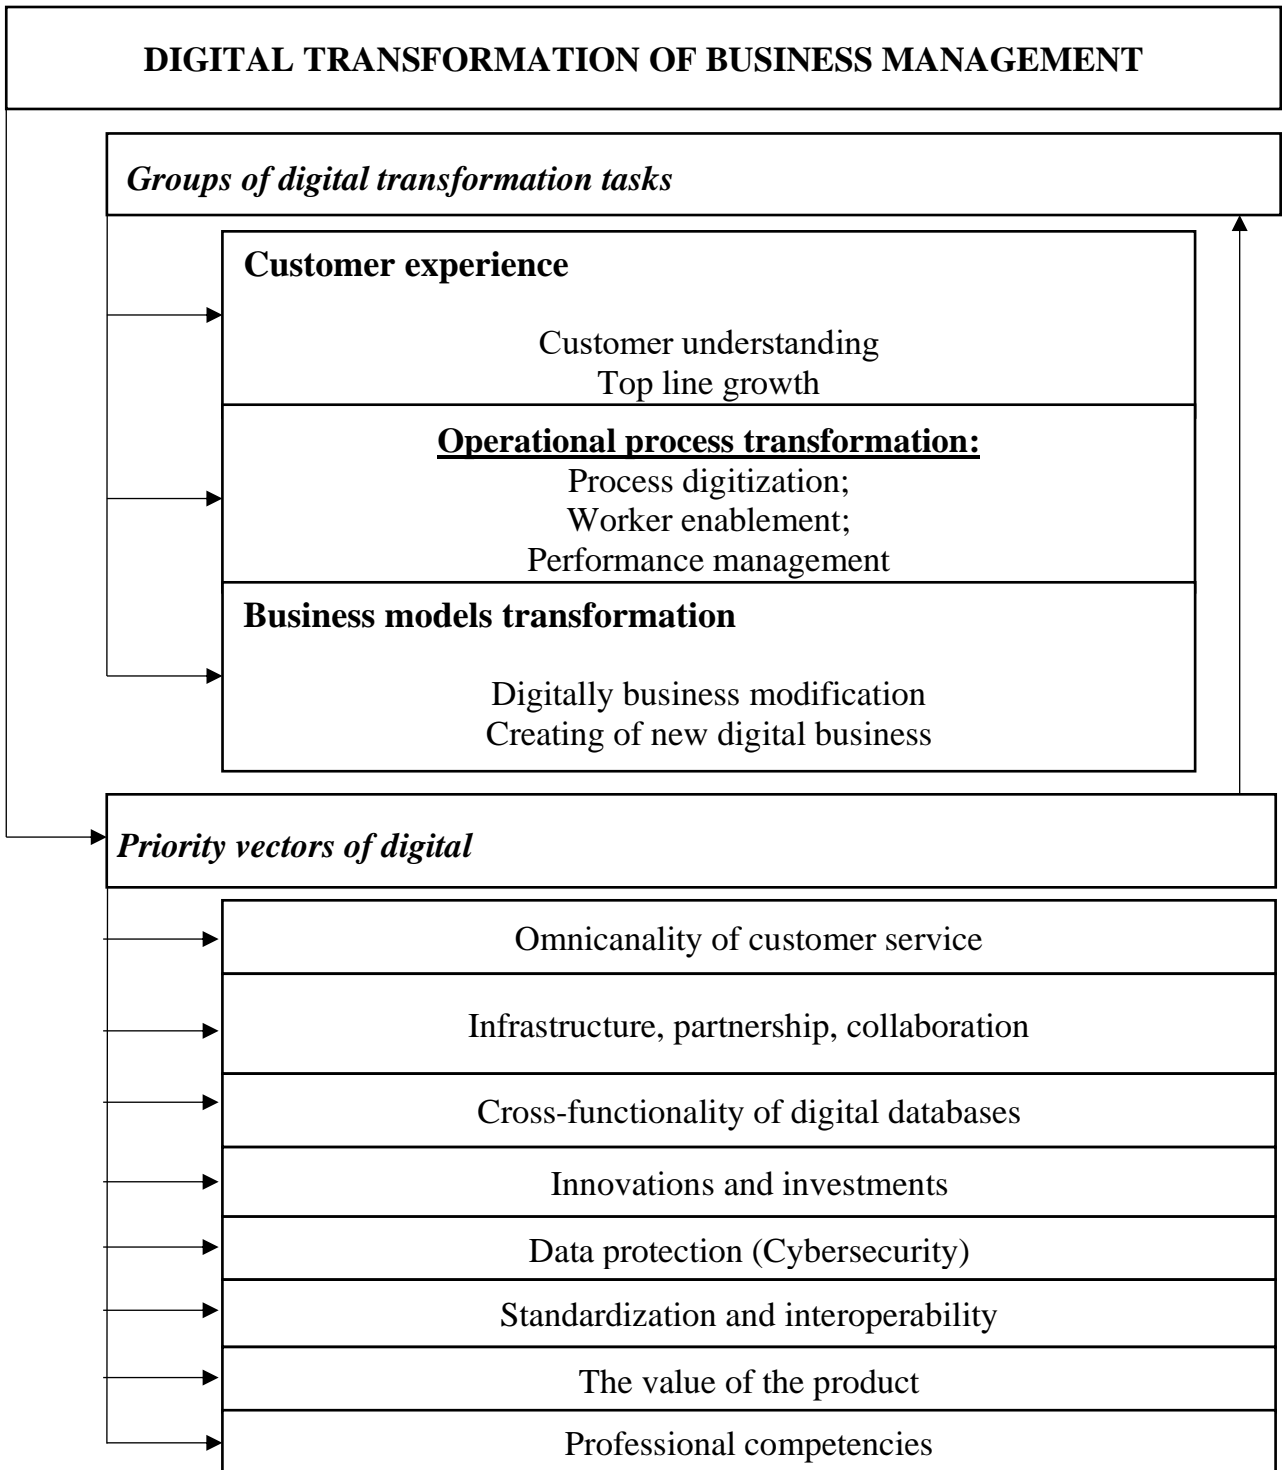 DIGITAL TRANSFORMATION OF BUSINESS MANAGEMENT
Groups of digital transformation tasks
Customer experience
Customer understanding
Top line growth
Operational process transformation:
Process digitization;
Worker enablement;
Performance management
Business models transformation
Digitally business modification
Creating of new digital business
Priority vectors of digital
Omnicanality of customer service
Infrastructure, partnership, collaboration
Cross-functionality of digital databases
Innovations and investments
Data protection (Cybersecurity)
Standardization and interoperability
The value of the product
Professional competencies